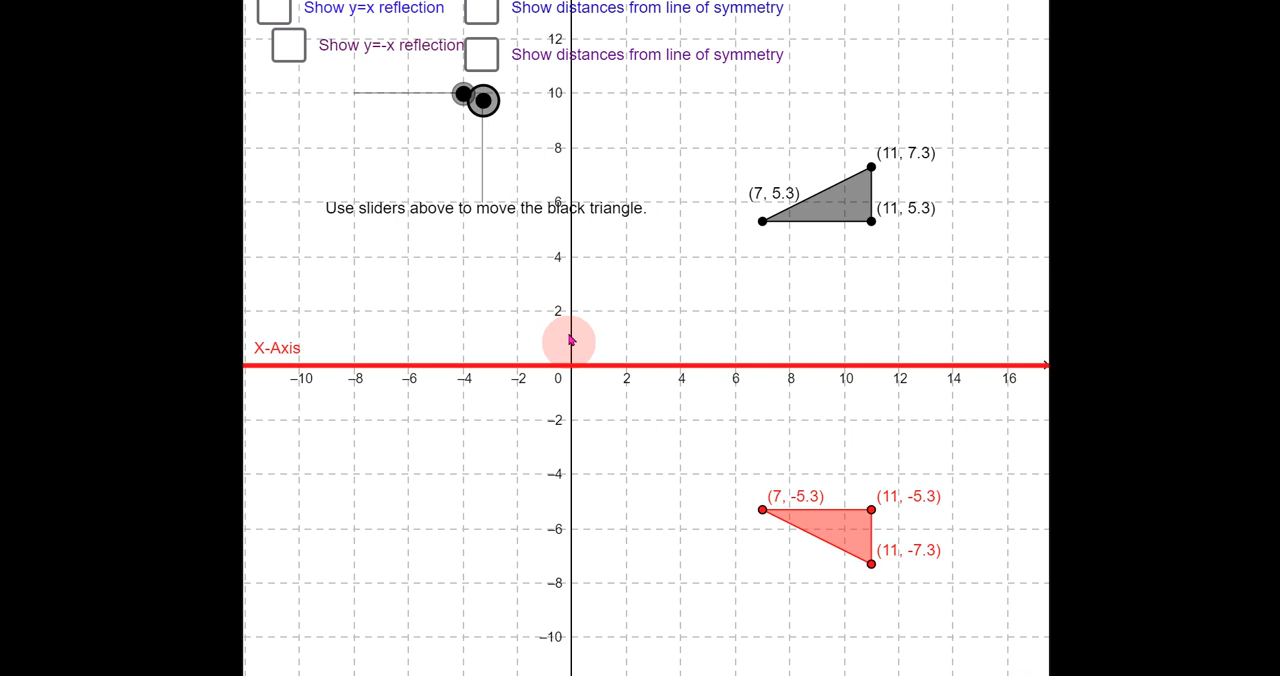 Show y=x reflection
Show distances from line of symmetry
Show y=-x reflection
Show distances from line of symmetry
12
10
8
(11, 7.3)
(7, 5.3)
6
Use sliders above to move the black triangle.
(11, 5.3)
4
2
X-Axis
–10 –8 –6 –4 –2 0 2 4 6 8 10 12 14 16
–2
–4
(7, -5.3)
(11, -5.3)
–6
(11, -7.3)
–8
–10